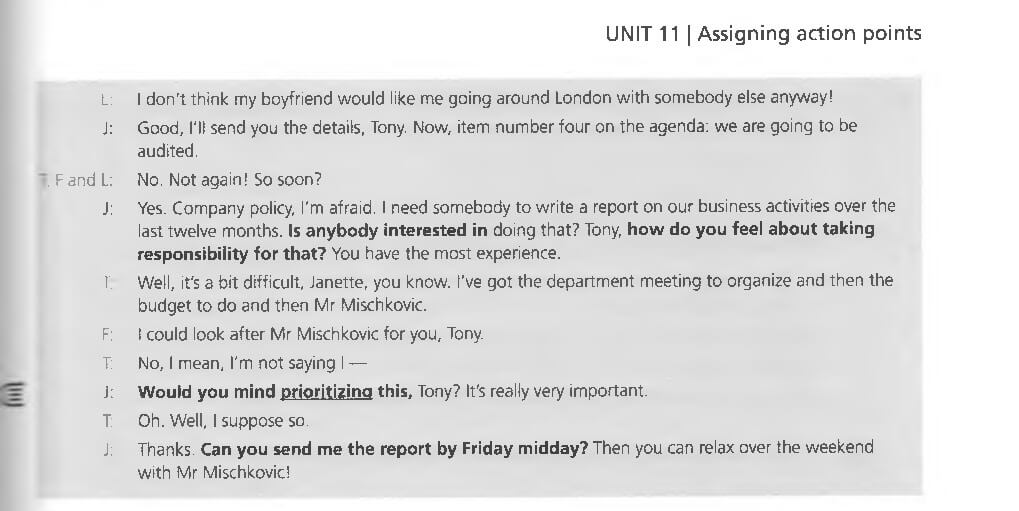 UNIT 11 | Assigning action points
L: I don't think my boyfriend would like me going around London with somebody else anyway!
J: Good, I'll send you the details, Tony. Now, item number four on the agenda: we are going to be
audited.
T, F and L: No. Not again! So soon?
J: Yes. Company policy, I'm afraid. I need somebody to write a report on our business activities over the
last twelve months. Is anybody interested in doing that? Tony, how do you feel about taking
responsibility for that? You have the most experience.
T: Well, it's a bit difficult, Janette, you know. I've got the department meeting to organize and then the
budget to do and then Mr Mischkovic.
F: I could look after Mr Mischkovic for you, Tony.
T: No, I mean, I'm not saying I —
J: Would you mind prioritizing this, Tony? It's really very important.
T: Oh. Well, I suppose so.
J: Thanks. Can you send me the report by Friday midday? Then you can relax over the weekend
with Mr Mischkovic!